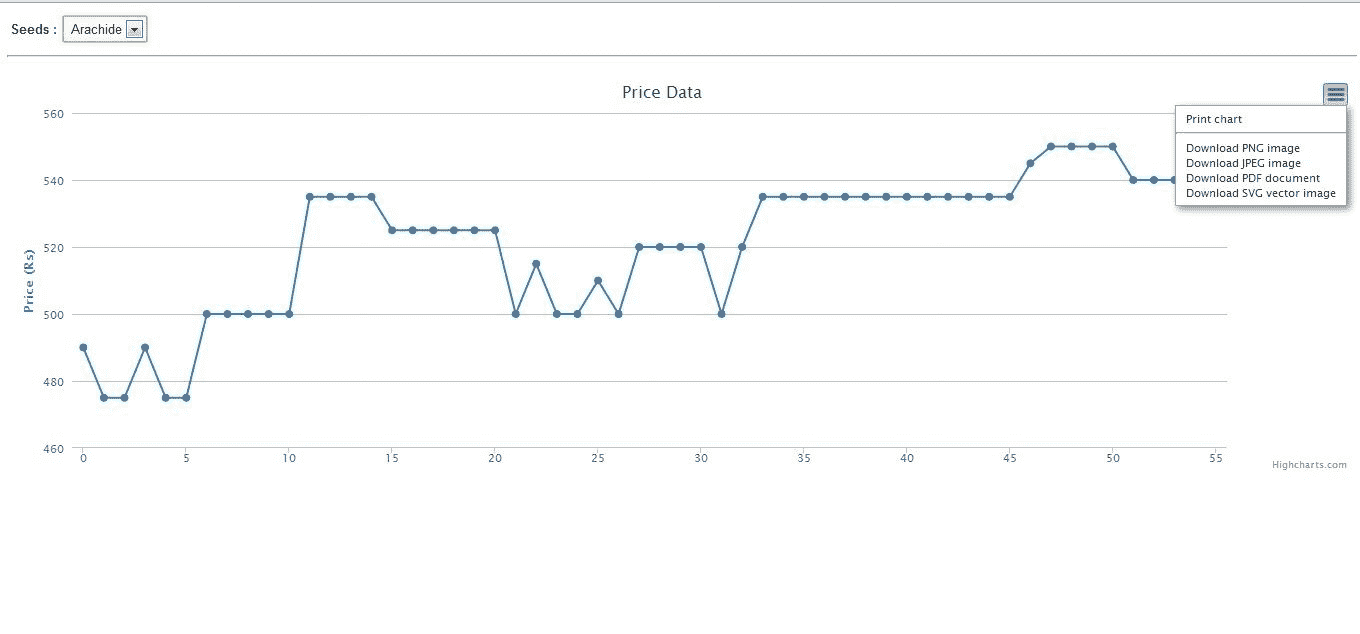 Seeds : Arachide
Price Data
Print chart
Download PNG image
Download JPEG image
Download PDF document
Download SVG vector image
Price (Rs)
560
540
520
500
480
460
0 5 10 15 20 25 30 35 40 45 50 55
Highcharts.com